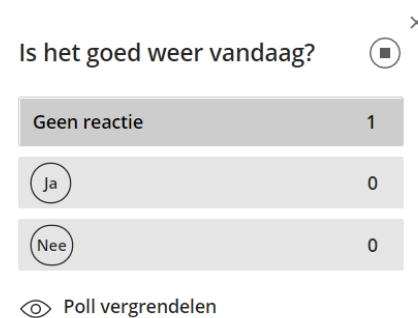 Is het goed weer vandaag?
Geen reactie 1
Ja 0
Nee 0
Poll vergrendelen